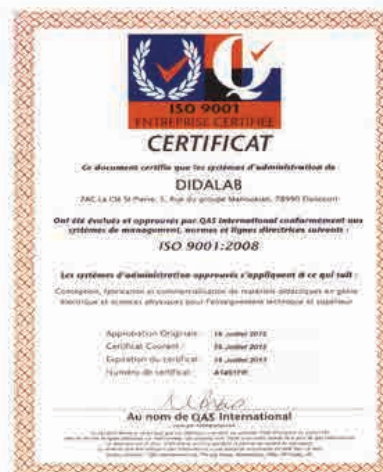 ISO 9001
ENTREPRISE CERTIFIÉE
CERTIFICAT
Ce document certifie que les systèmes d'administration de
DIDALAB
ZAC La Clé St Pierre, 5, Rue du groupe Manoukian, 78990 Elancourt
Ont été évalués et approuvés par QAS International conformément aux
systèmes de management, normes et lignes directrices suivants :
ISO 9001:2008
Les systèmes d'administration approuvés s'appliquent à ce qui suit :
Conception, fabrication et commercialisation de matériels didactiques en génie
électrique et sciences physiques pour l'enseignement technique et supérieur
Approbation Originale :
Certificat Courant :
Expiration du certificat :
Numéro de certificat :
Au nom de QAS International